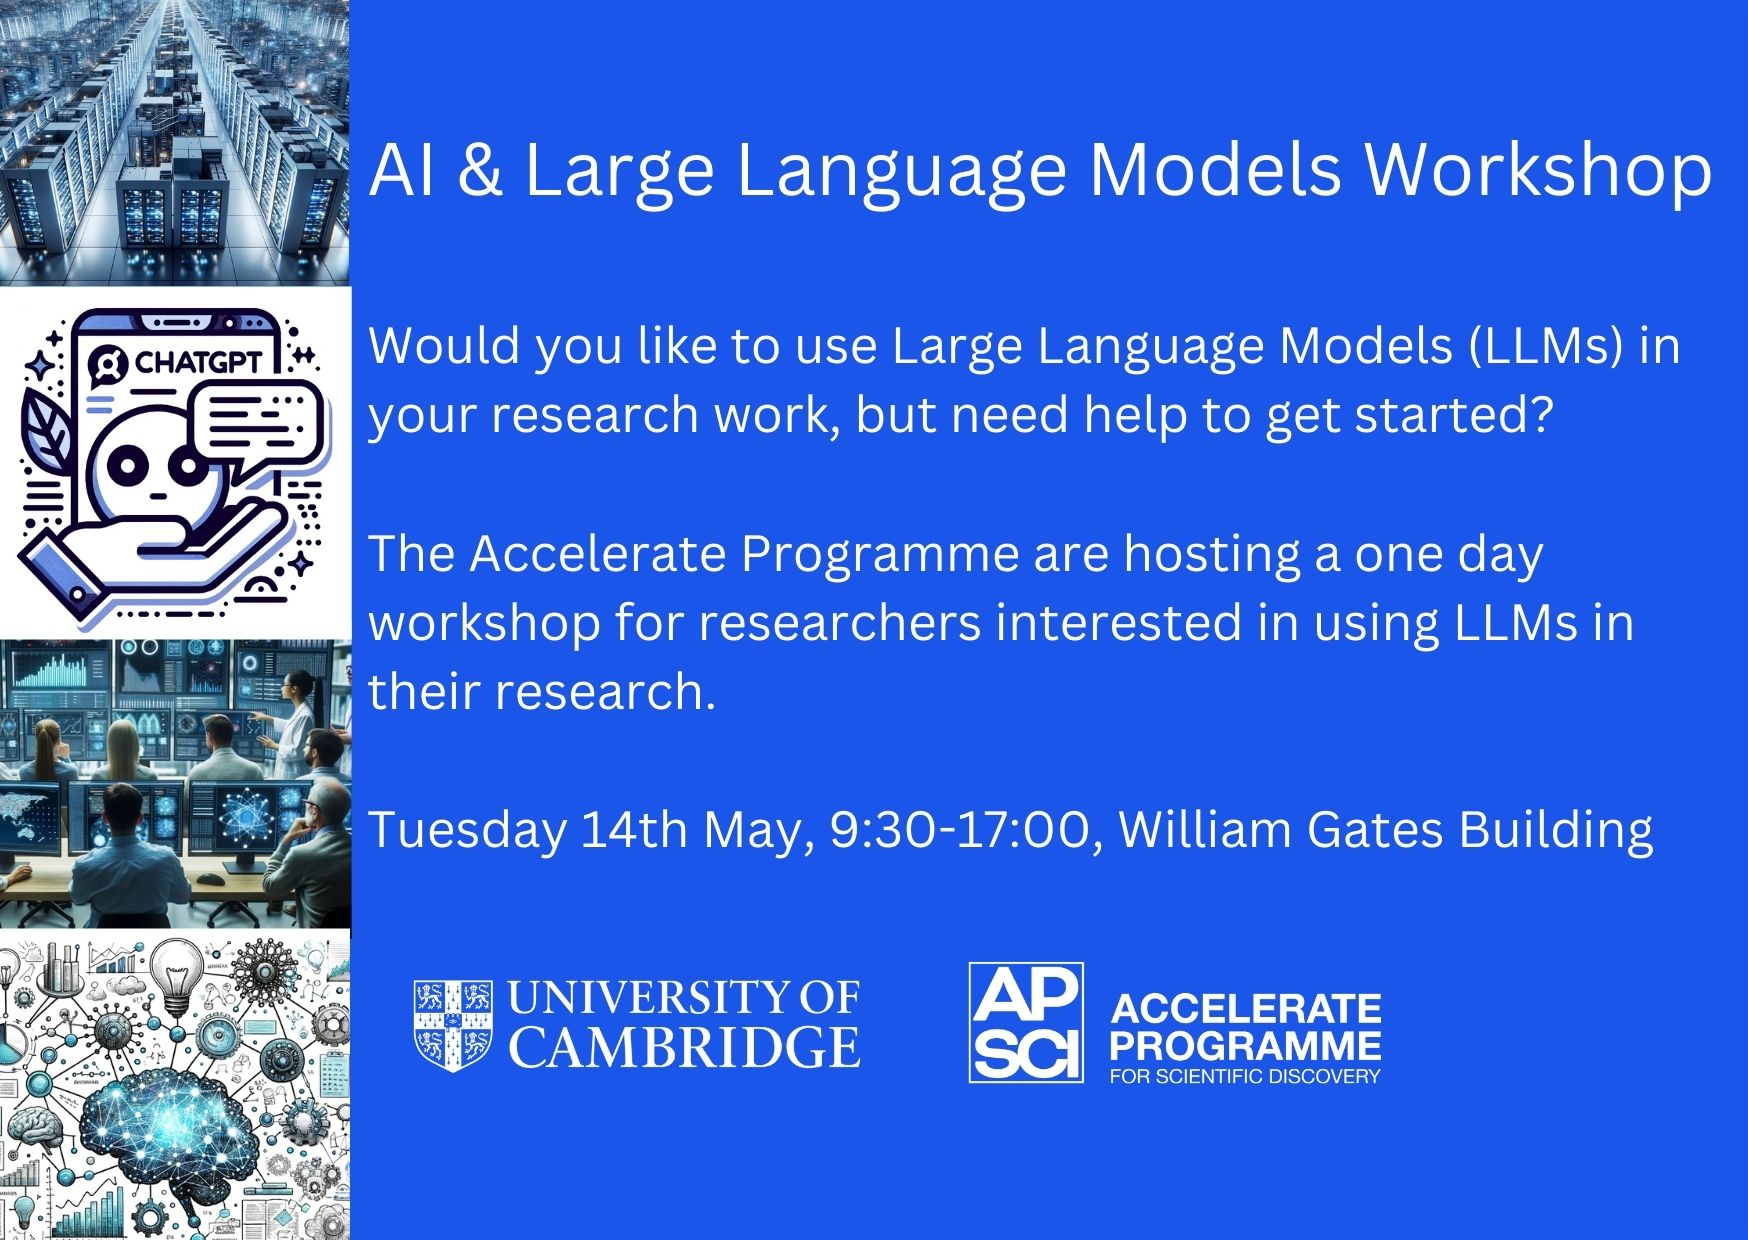 AI & Large Language Models Workshop
CHATGPT
Would you like to use Large Language Models (LLMs) in
your research work, but need help to get started?
The Accelerate Programme are hosting a one day
workshop for researchers interested in using LLMs in
their research.
Tuesday 14th May, 9:30-17:00, William Gates Building
UNIVERSITY OF
CAMBRIDGE
AP
SCI
ACCELERATE
PROGRAMME
FOR SCIENTIFIC DISCOVERY